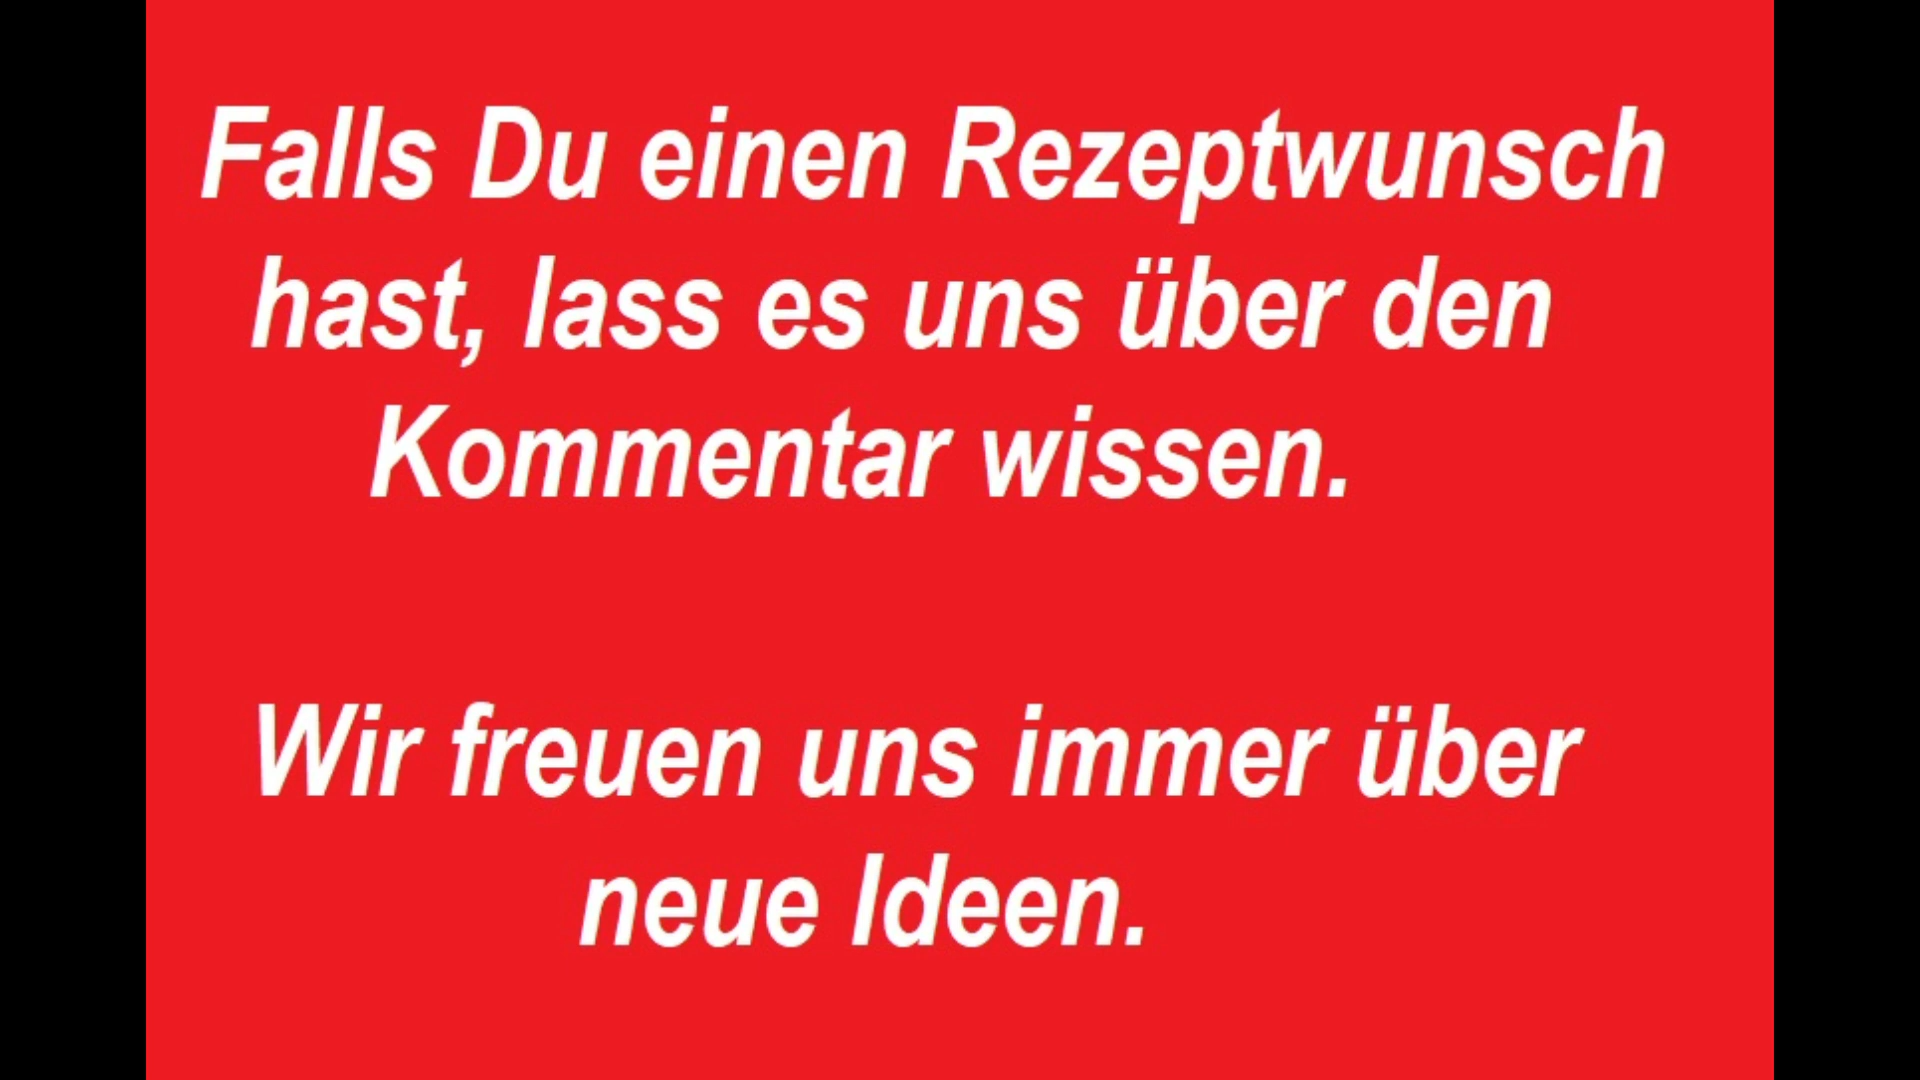 Falls Du einen Rezeptwunsch
hast, lass es uns über den
Kommentar wissen.
Wir freuen uns immer über
neue Ideen.